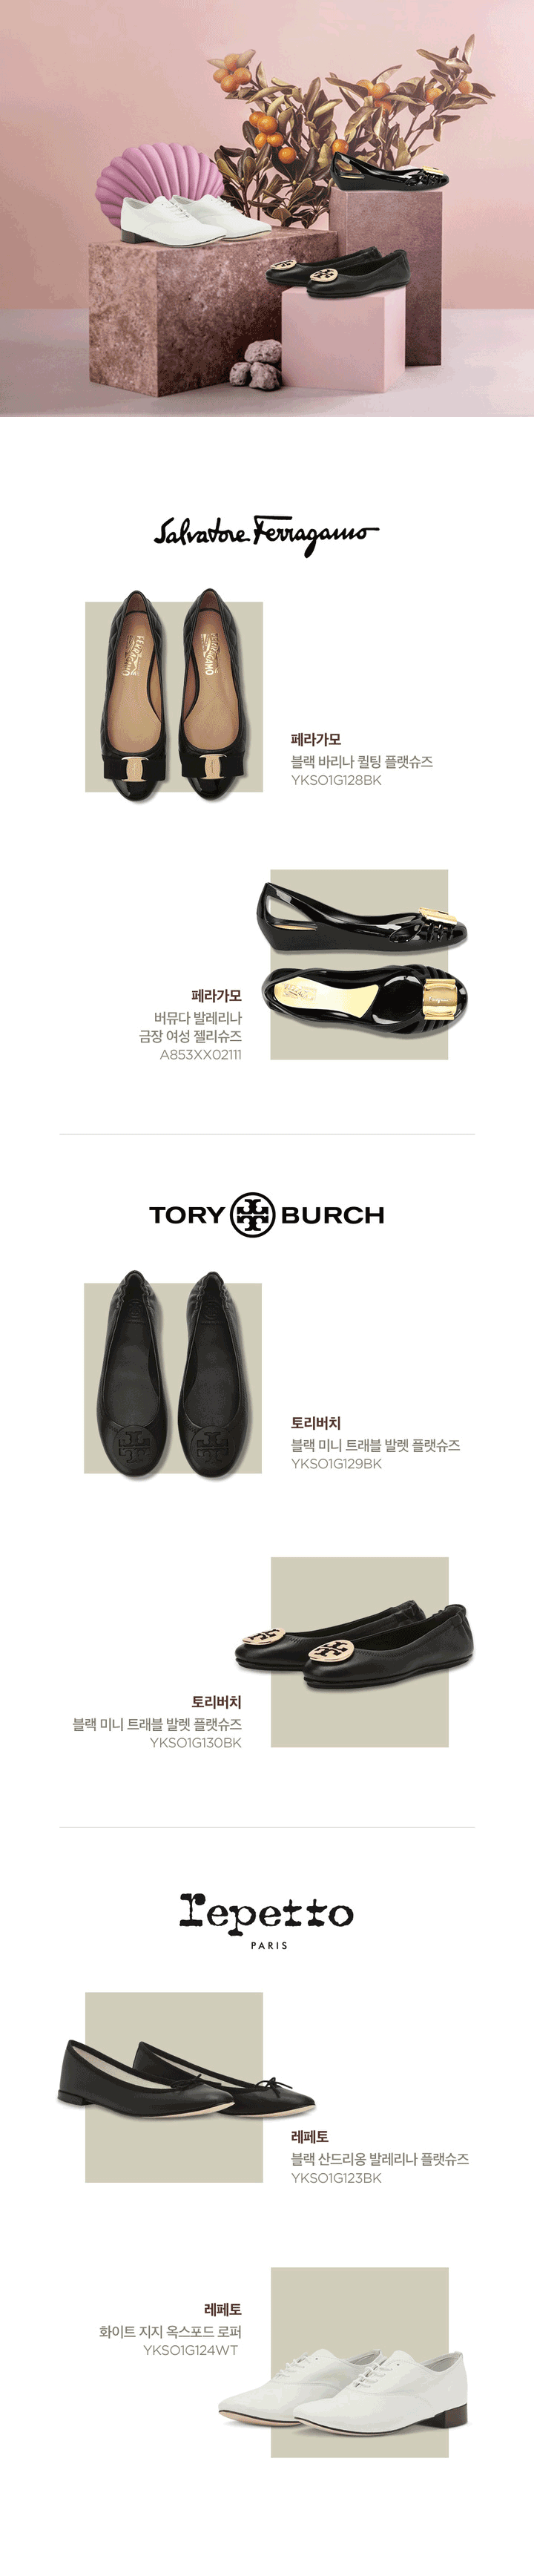 Salvatore Ferragamo
페라가모
블랙 바리나 퀼팅 플랫슈즈
YKSO1G128BK
페라가모
버뮤다 발레리나
금장 여성 젤리슈즈
A853XX02111
TORY BURCH
토리버치
블랙 미니 트래블 발렛 플랫슈즈
YKSO1G129BK
토리버치
블랙 미니 트래블 발렛 플랫슈즈
YKSO1G130BK
repetto
PARIS
레페토
블랙 산드리옹 발레리나 플랫슈즈
YKSO1G123BK
레페토
화이트 지지 옥스포드 로퍼
YKSO1G124WT